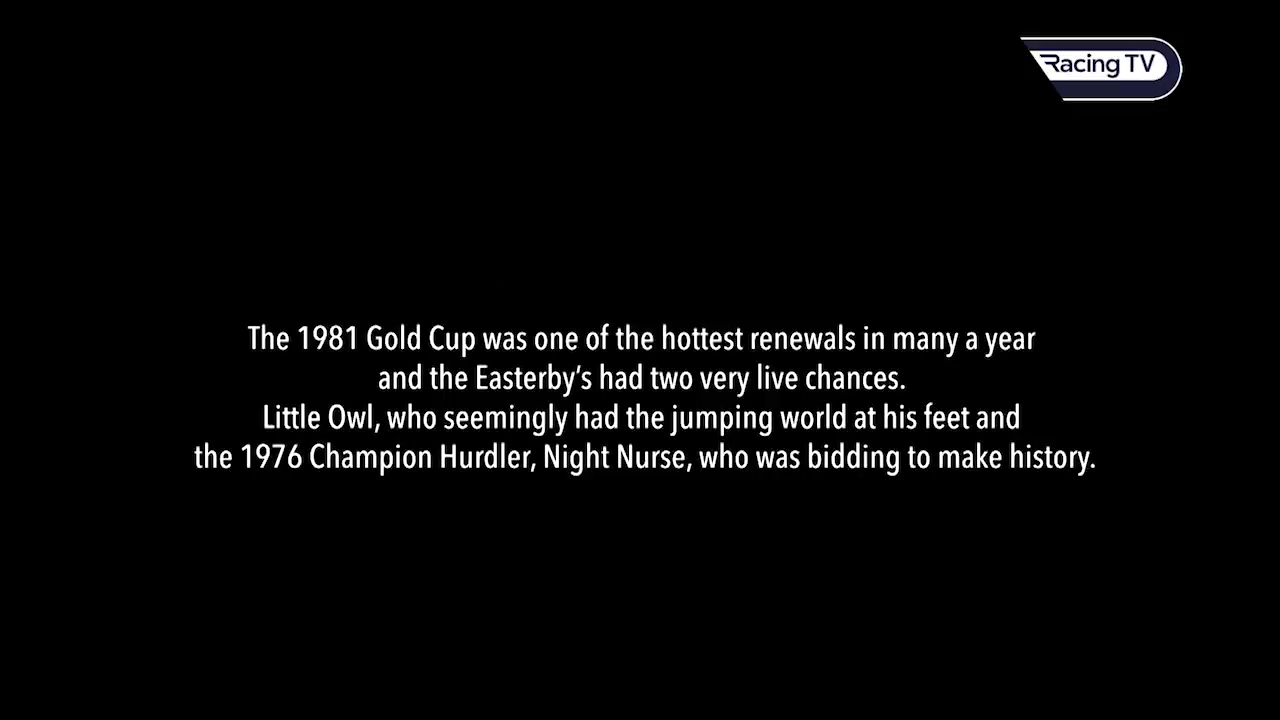 Racing TV
The 1981 Gold Cup was one of the hottest renewals in many a year
and the Easterby’s had two very live chances.
Little Owl, who seemingly had the jumping world at his feet and
the 1976 Champion Hurdler, Night Nurse, who was bidding to make history.